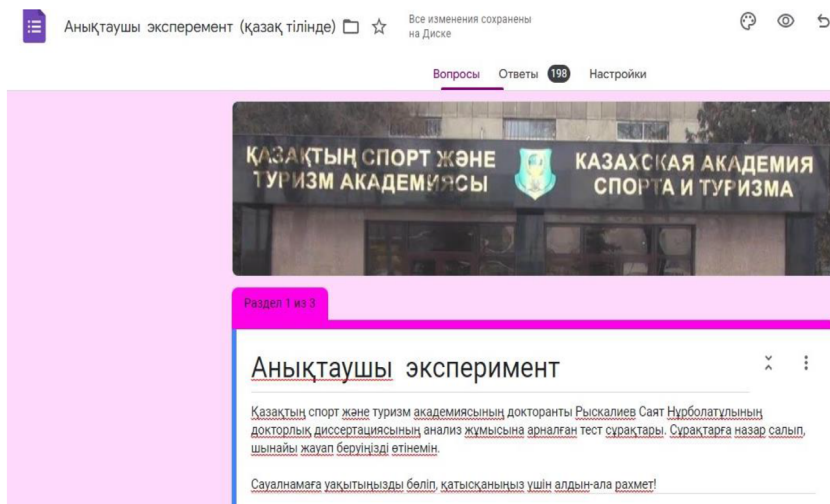 Анықтаушы эксперемент (қазақ тілінде)
Все изменения сохранены
на Диске
Вопросы Ответы 198 Настройки
ҚАЗАҚТЫҢ СПОРТ ЖӘНЕ
ТУРИЗМ АКАДЕМИЯСЫ
КАЗАХСКАЯ АКАДЕМИЯ
СПОРТА И ТУРИЗМА
Раздел 1 из 3
Анықтаушы эксперимент
Қазақтың спорт және туризм академиясының докторанты Рыскалиев Саят Нұрболатұлының
докторлық диссертациясының анализ жұмысына арналған тест сұрақтары. Сұрақтарға назар салып,
шынайы жауап беруіңізді өтінемін.
Сауалнамаға уақытыңызды бөліп, қатысқаныңыз үшін алдын-ала рахмет!